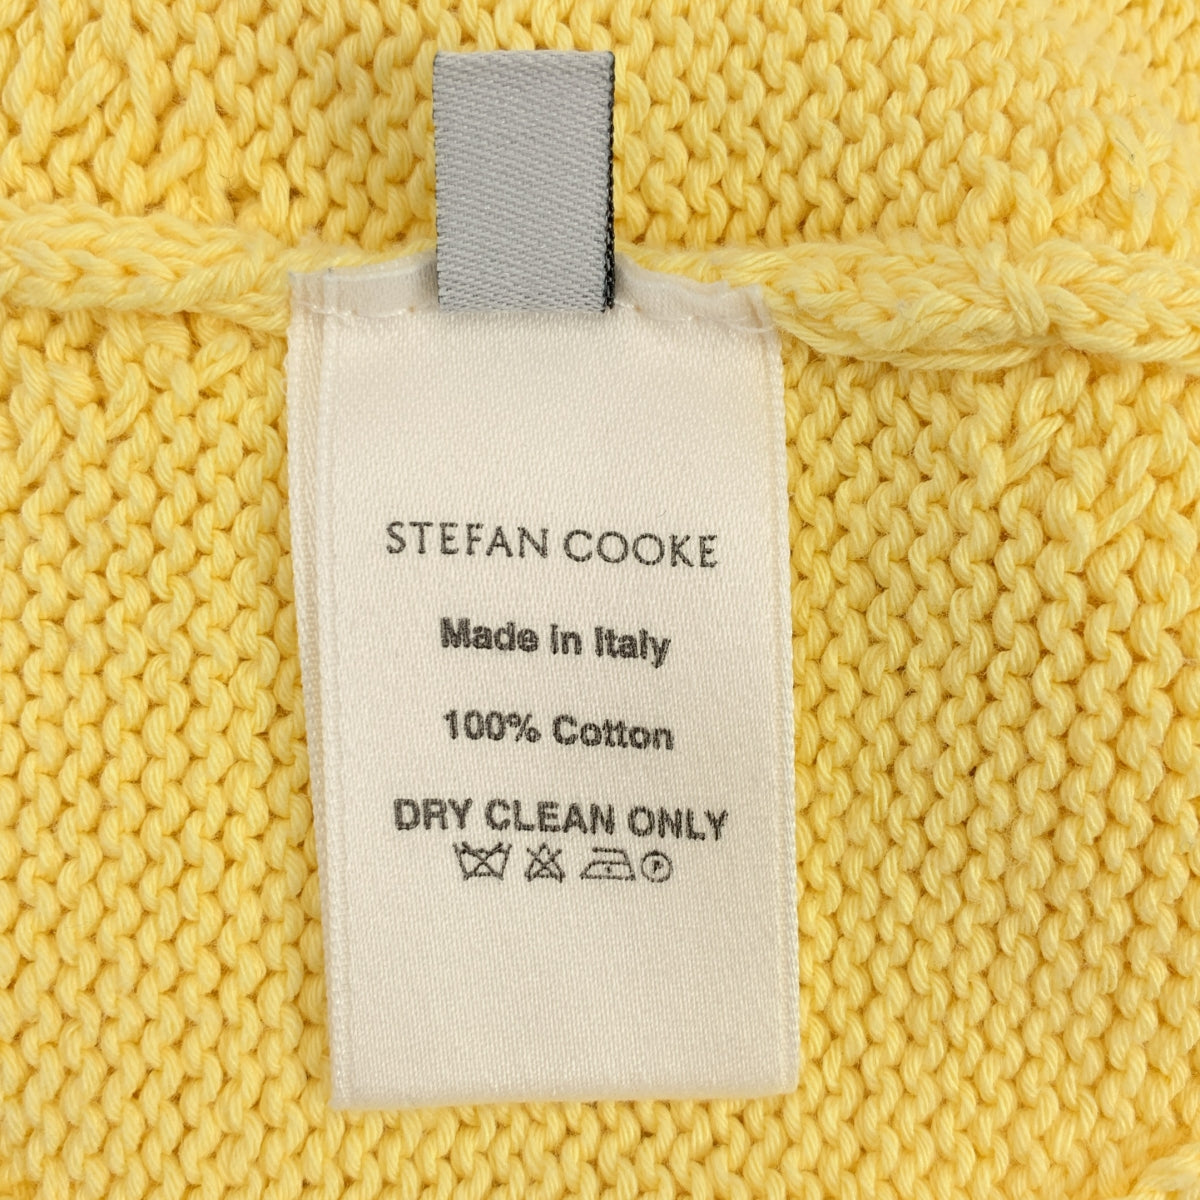 STEFAN COOKE
Made in Italy
100% Cotton
DRY CLEAN ONLY
P